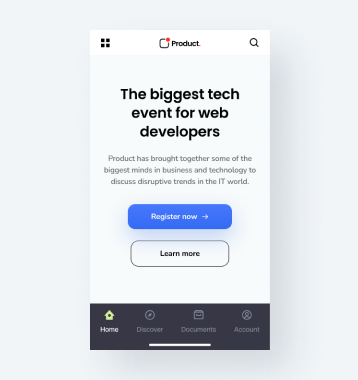 Product.
The biggest tech
event for web
developers
Product has brought together some of the
biggest minds in business and technology to
discuss disruptive trends in the IT world.
Register now →
Learn more
Home Discover Documents Account